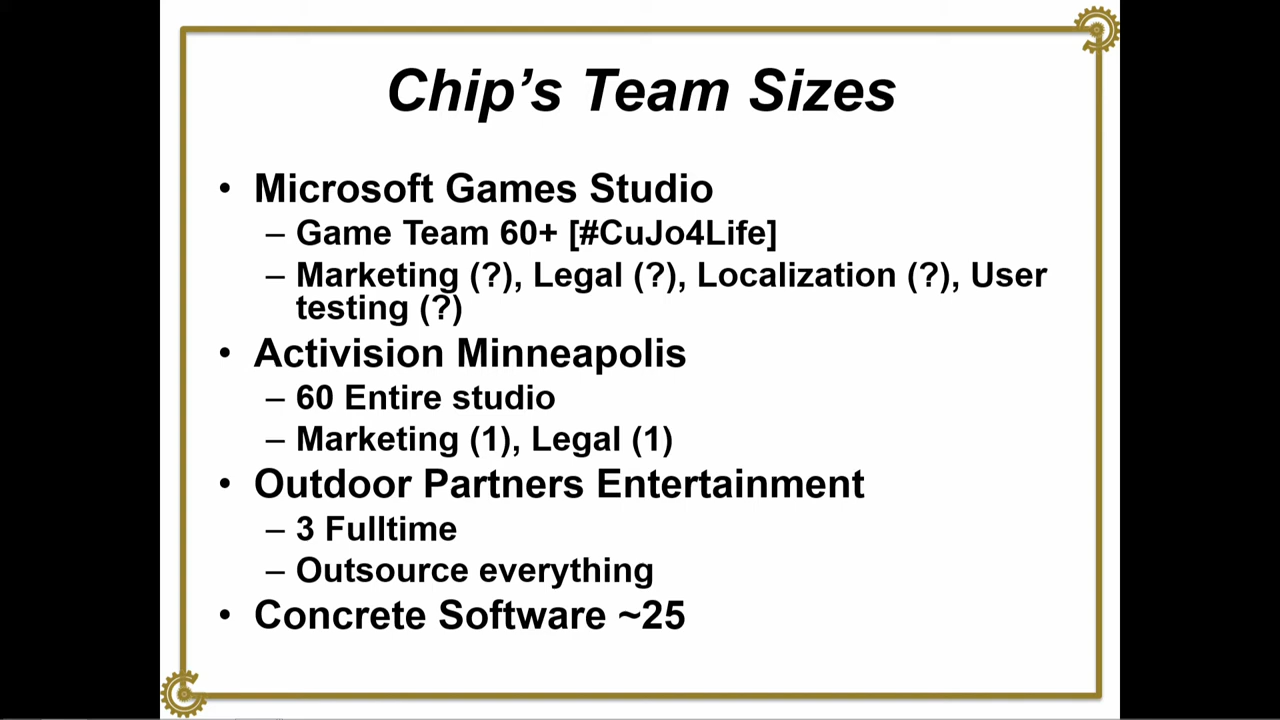 Chip's Team Sizes
• Microsoft Games Studio
– Game Team 60+ [#CuJo4Life]
– Marketing (?), Legal (?), Localization (?), User
testing (?)
• Activision Minneapolis
– 60 Entire studio
– Marketing (1), Legal (1)
• Outdoor Partners Entertainment
– 3 Fulltime
– Outsource everything
• Concrete Software ~25